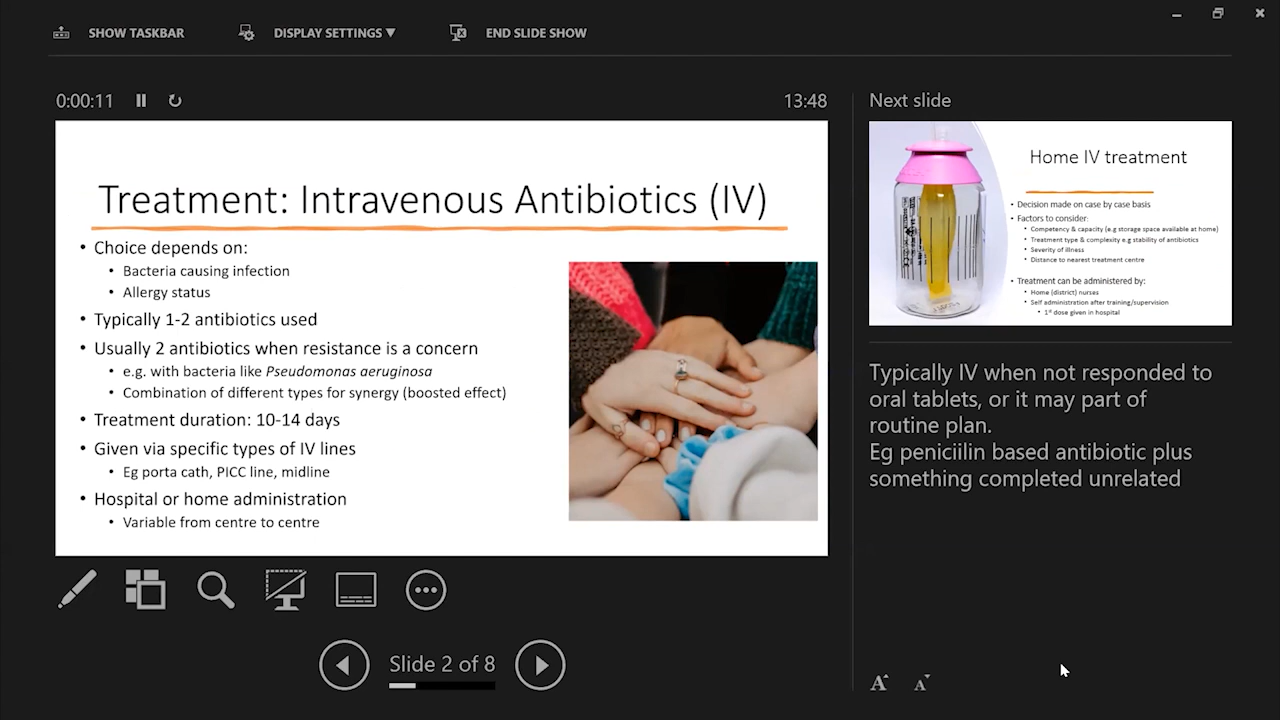 SHOW TASKBAR
DISPLAY SETTINGS ▼
END SLIDE SHOW
0:00:11
13:48
Treatment: Intravenous Antibiotics (IV)
• Choice depends on:
• Bacteria causing infection
• Allergy status
• Typically 1-2 antibiotics used
• Usually 2 antibiotics when resistance is a concern
• e.g. with bacteria like Pseudomonas aeruginosa
• Combination of different types for synergy (boosted effect)
• Treatment duration: 10-14 days
• Given via specific types of IV lines
• Eg porta cath, PICC line, midline
• Hospital or home administration
• Variable from centre to centre
Slide 2 of 8
Next slide
Home IV treatment
• Decision made on case by case basis
• Factors to consider:
• Competency & capacity (e.g storage space available at home)
• Treatment type & complexity e.g stability of antibiotics
• Severity of illness
• Distance to nearest treatment centre
• Treatment can be administered by:
• Home (district) nurses
• Self administration after training/supervision
• 1st dose given in hospital
Typically IV when not responded to
oral tablets, or it may part of
routine plan.
Eg peniciilin based antibiotic plus
something completed unrelated
A A